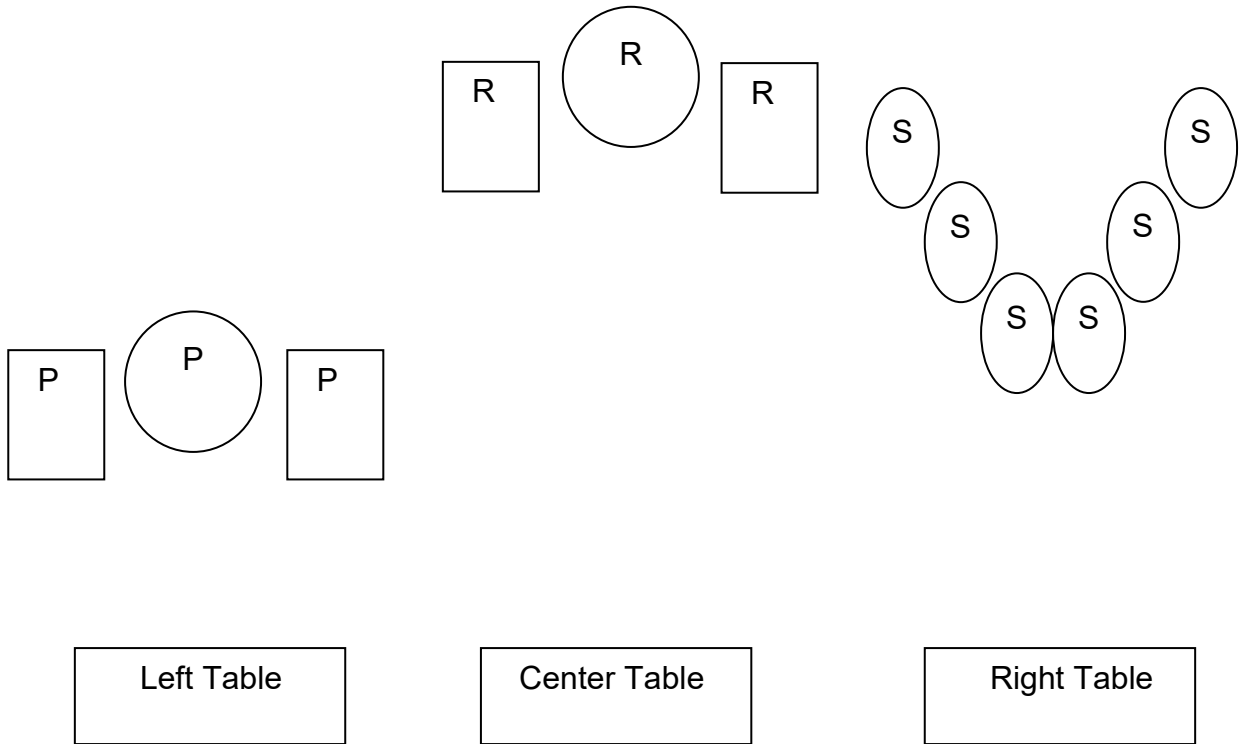 R R R
S S
S S
S S
P P P
Left Table Center Table Right Table